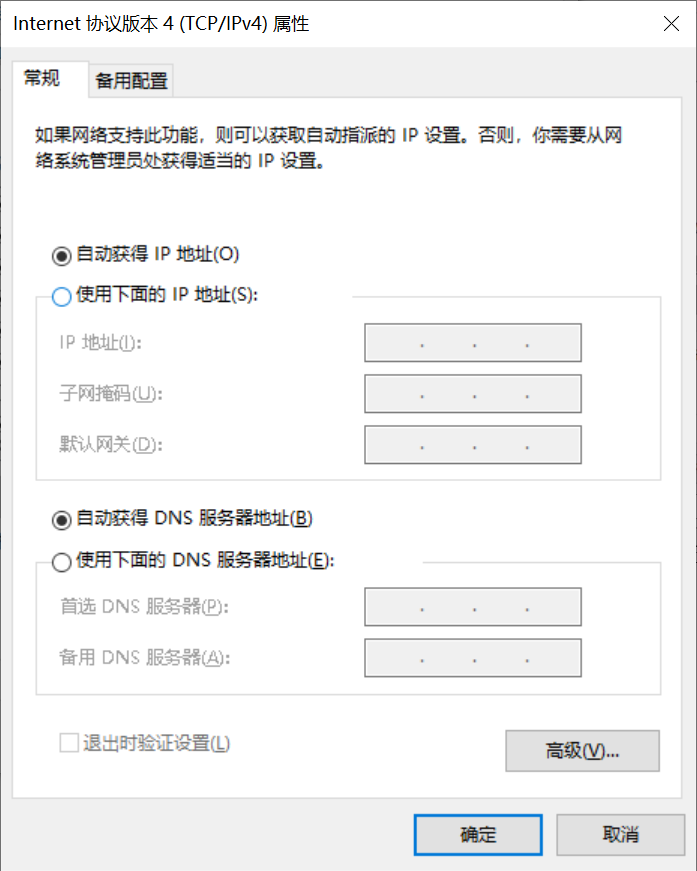 Internet 协议版本 4 (TCP/IPv4) 属性
常规
备用配置
如果网络支持此功能，则可以获取自动指派的 IP 设置。否则，你需要从网
络系统管理员处获得适当的 IP 设置。
自动获得 IP 地址(O)
使用下面的 IP 地址(S):
IP 地址(I):
子网掩码(U):
默认网关(D):
自动获得 DNS 服务器地址(B)
使用下面的 DNS 服务器地址(E):
首选 DNS 服务器(P):
备用 DNS 服务器(A):
退出时验证设置(L)
高级(V)...
确定
取消